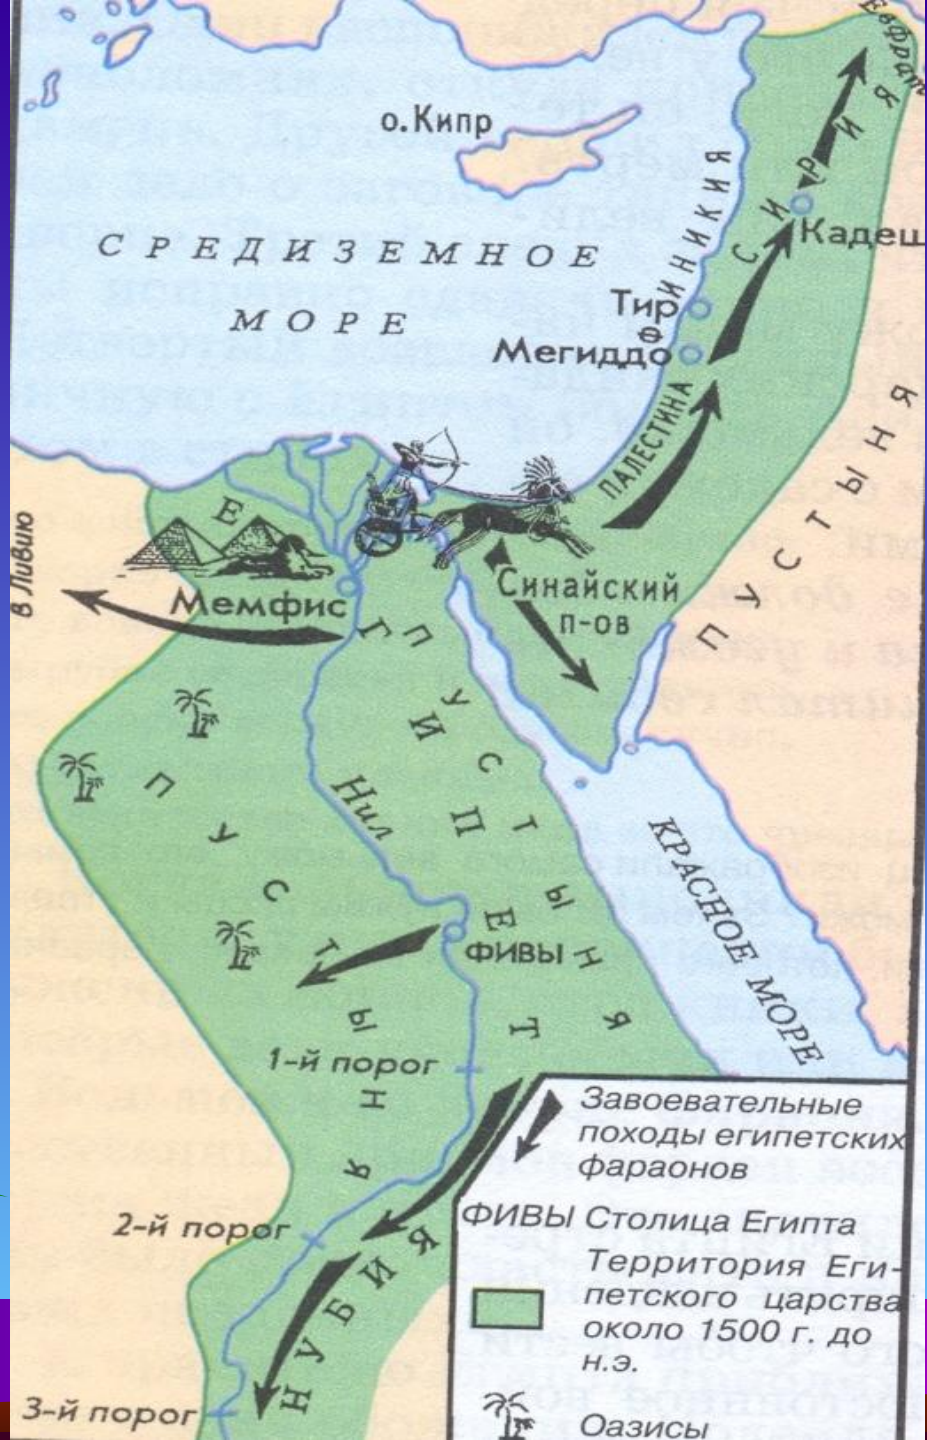 Евфрат
о.Кипр
СРЕДИЗЕМНОЕ
МОРЕ
СИРИЯ
Кадеш
ФИНИКИЯ
Тир
Мегиддо
ПАЛЕСТИНА
ПУСТЫНЯ
в Ливию
Мемфис
Синайский
п-ов
ЕГИПЕТ
ПУСТЫНЯ
ПУСТЫНЯ
Нил
КРАСНОЕ МОРЕ
ФИВЫ
1-й порог
2-й порог
3-й порог
НУБИЯ
Завоевательные
походы египетских
фараонов
ФИВЫ Столица Египта
Территория Еги-
петского царства
около 1500 г. до
н.э.
Оазисы